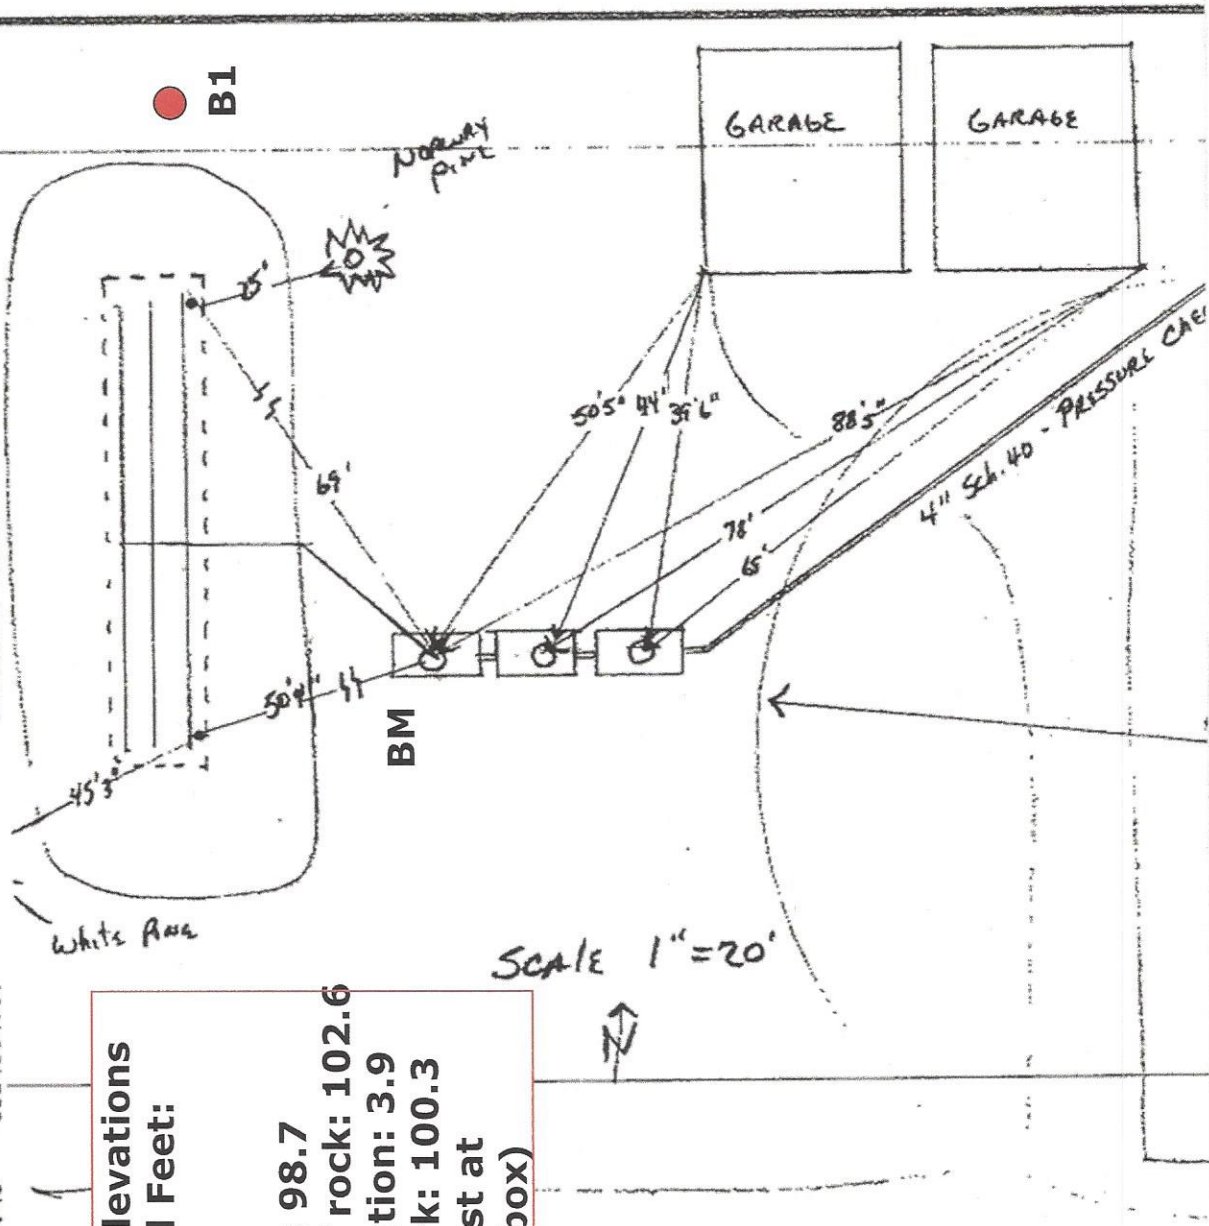 B1
NORWAY
PINE
GARAGE
GARAGE
25'
50'5"
44'
39'6"
88'5"
69'
78'
65'
4" Sch. 40 - PRESSURE
50'4"
BM
45'3"
White Pine
SCALE 1"=20'
N
levations
Feet:
98.7
rock: 102.6
tion: 3.9
k: 100.3
st at
box)